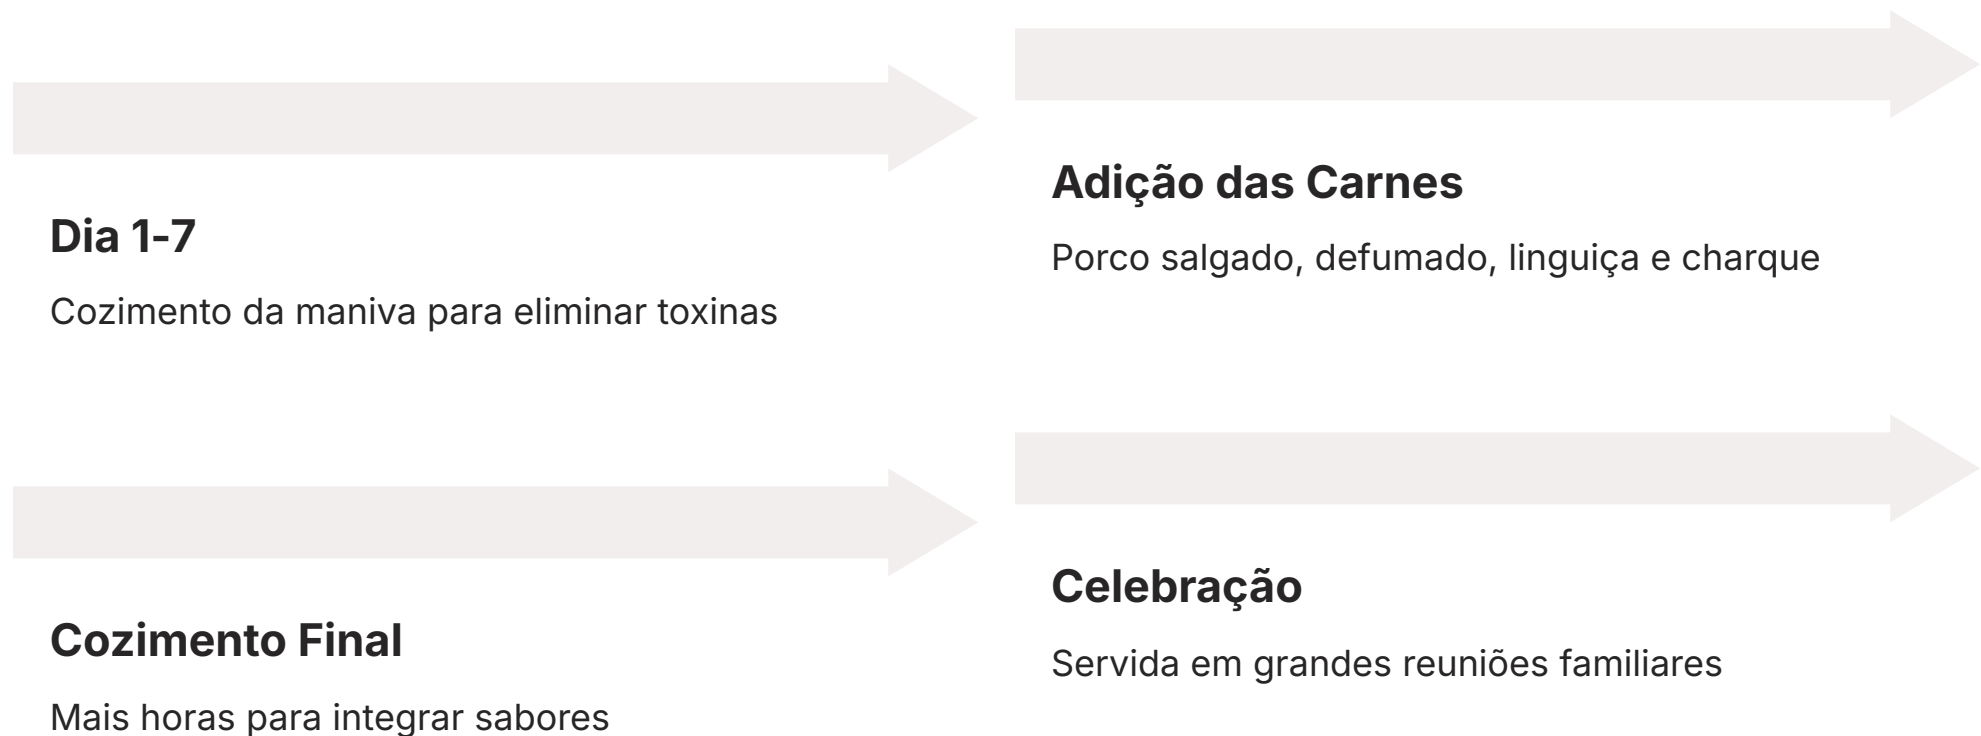 Dia 1-7
Cozimento da maniva para eliminar toxinas
Adição das Carnes
Porco salgado, defumado, linguiça e charque
Cozimento Final
Mais horas para integrar sabores
Celebração
Servida em grandes reuniões familiares